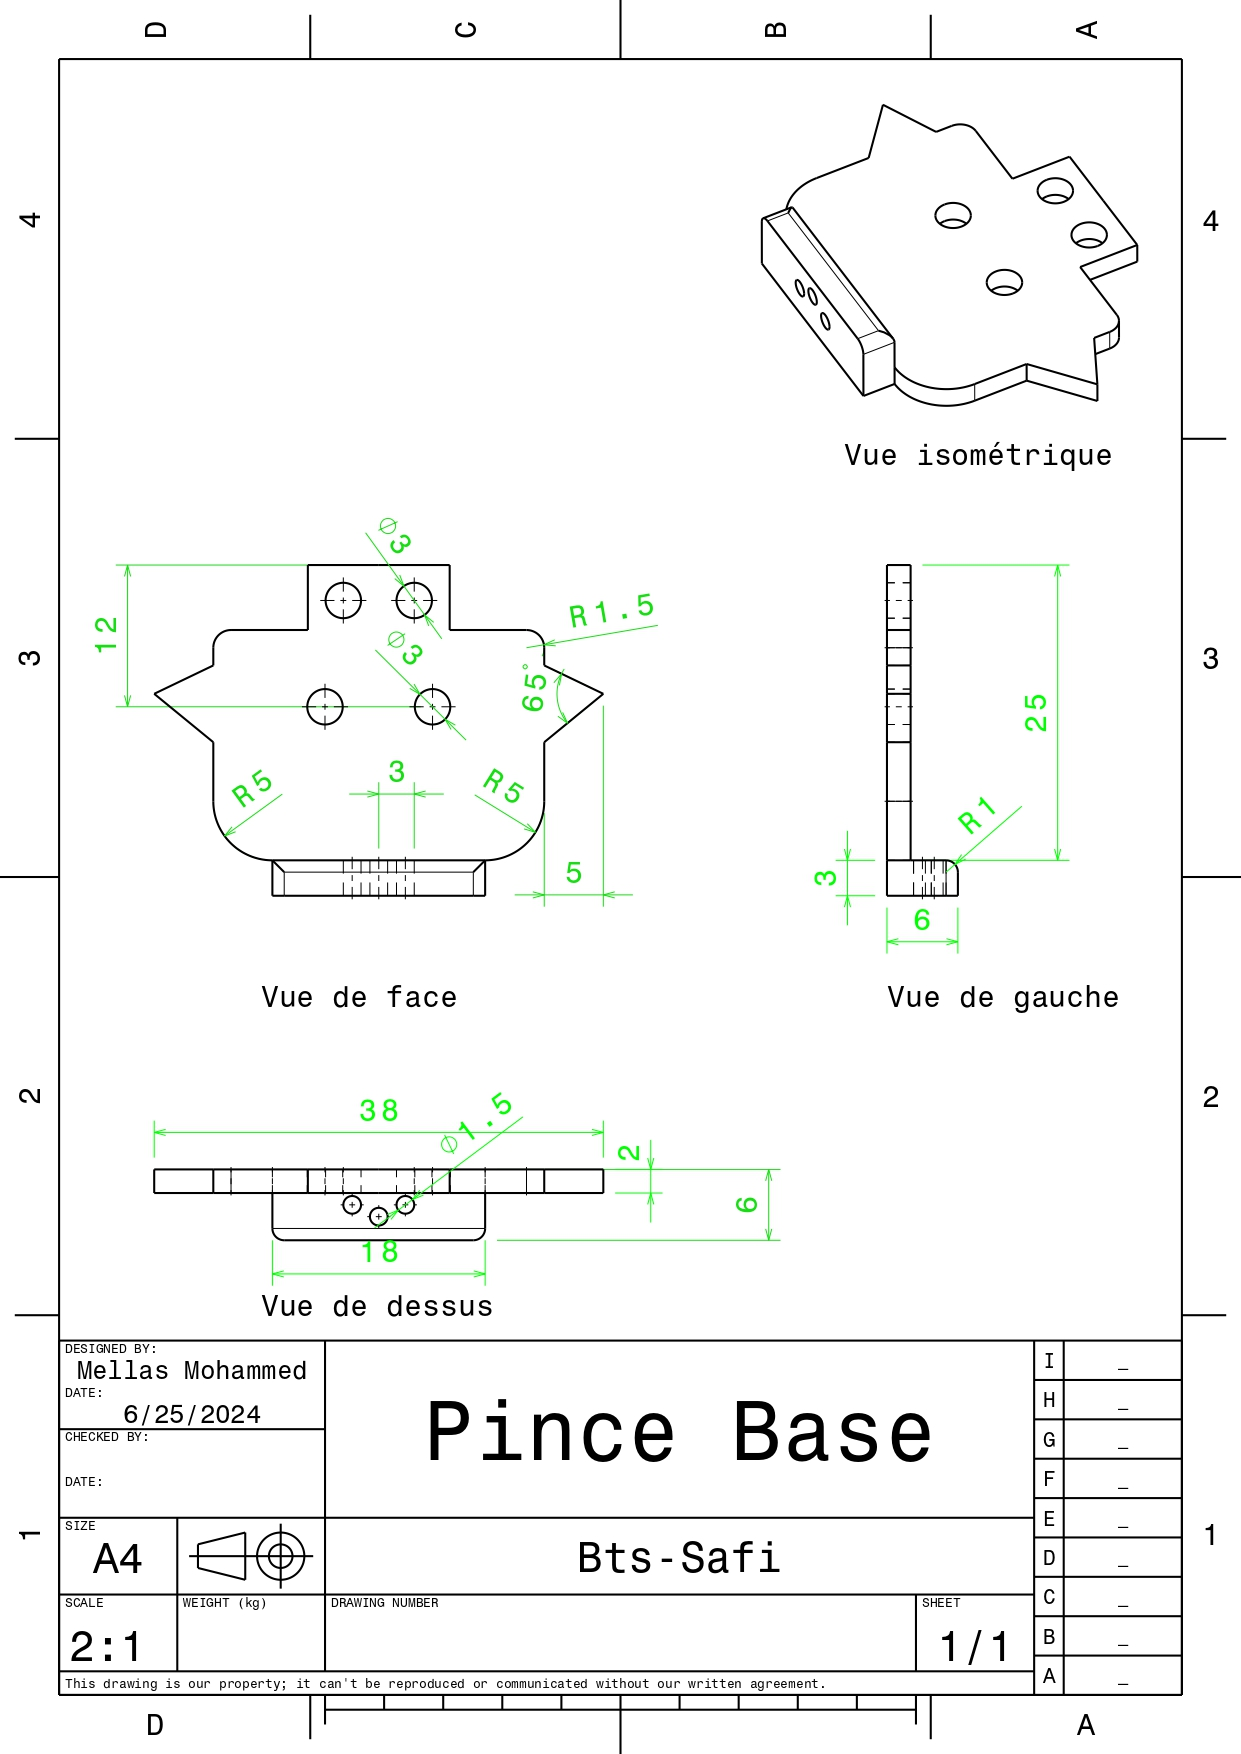 D C B A
4 4
Vue isométrique
⌀3
R1.5
12
⌀3
65°
3 3
25
3
R5
R5
R1
5
3
6
Vue de face
Vue de gauche
2 2
38
⌀1.5
2
6
18
Vue de dessus
DESIGNED BY:
Mellas Mohammed
DATE:
6/25/2024
CHECKED BY:
DATE:
Pince Base
SIZE
A4
Bts-Safi
SCALE
2:1
WEIGHT (kg)
DRAWING NUMBER
SHEET
1/1
I _
H _
G _
F _
E _
D _
C _
B _
A _
1 1
This drawing is our property; it can't be reproduced or communicated without our written agreement.
D A